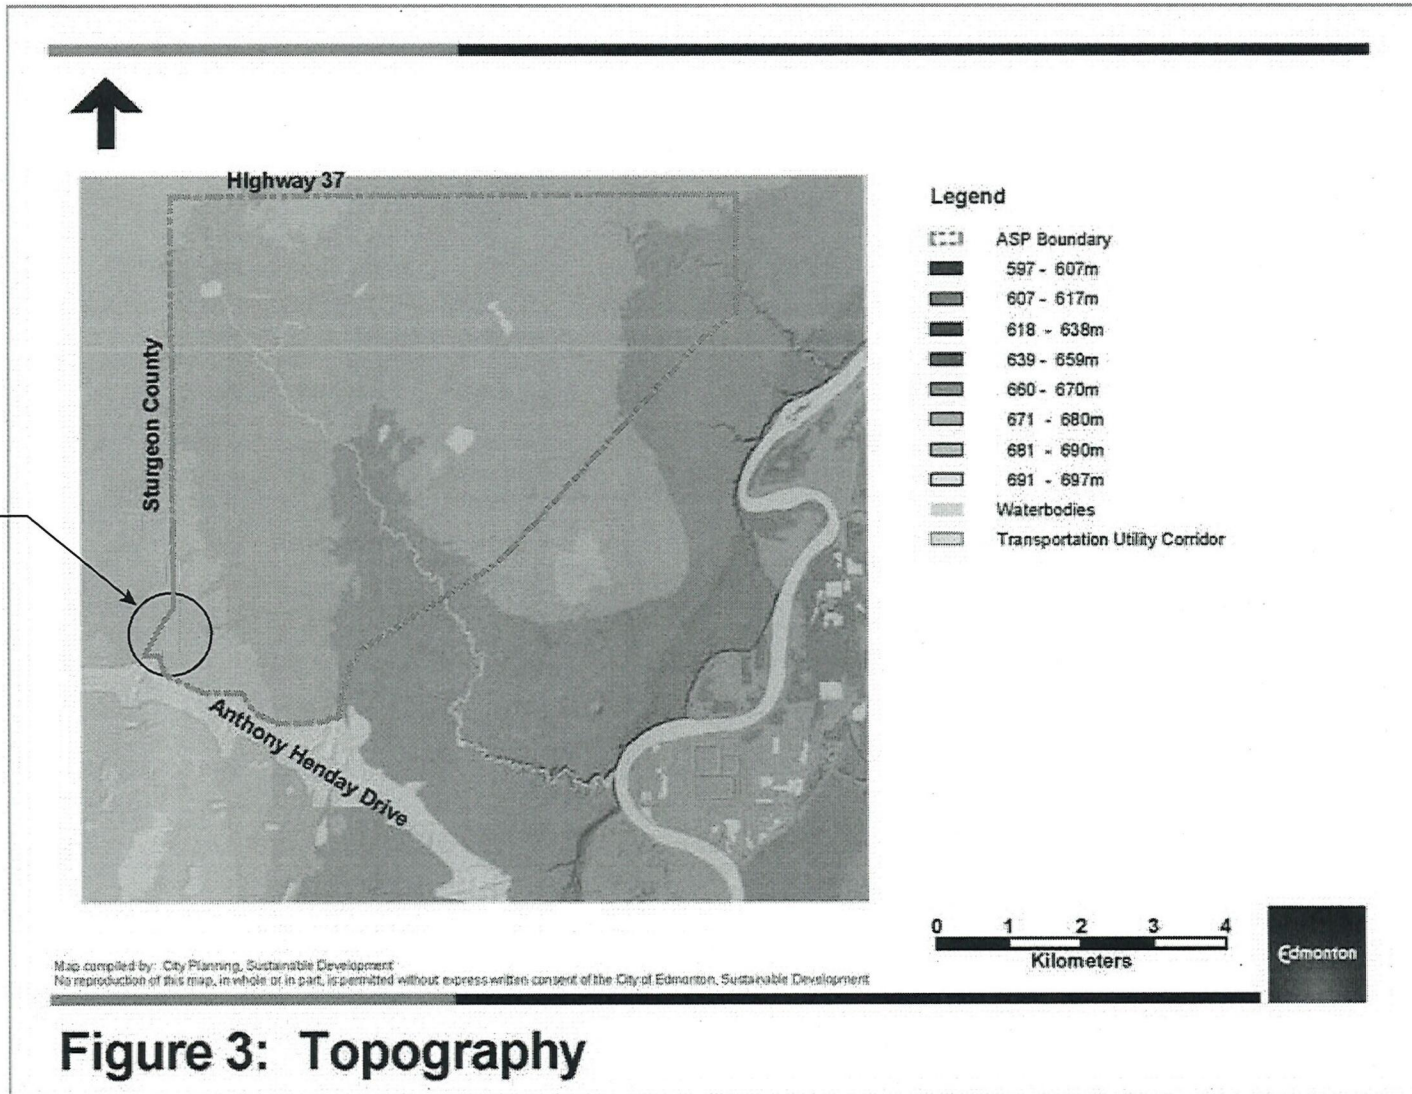 Highway 37
Sturgeon County
Anthony Henday Drive
Legend
ASP Boundary
597 - 607m
607 - 617m
618 - 638m
639 - 659m
660 - 670m
671 - 680m
681 - 690m
691 - 697m
Waterbodies
Transportation Utility Corridor
0 1 2 3 4
Kilometers
Edmonton
Map compiled by: City Planning, Sustainable Development
No reproduction of this map, in whole or in part, is permitted without express written consent of the City of Edmonton, Sustainable Development
Figure 3: Topography